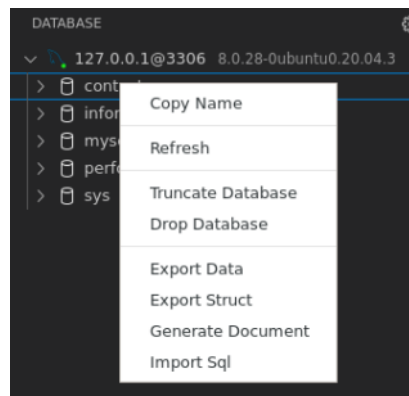 DATABASE
127.0.0.1@3306 8.0.28-0ubuntu0.20.04.3
sys
Copy Name
Refresh
Truncate Database
Drop Database
Export Data
Export Struct
Generate Document
Import Sql